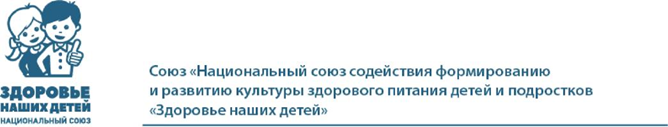 ЗДОРОВЬЕ
НАШИХ ДЕТЕЙ
НАЦИОНАЛЬНЫЙ СОЮЗ
Союз «Национальный союз содействия формированию
и развитию культуры здорового питания детей и подростков
«Здоровье наших детей»